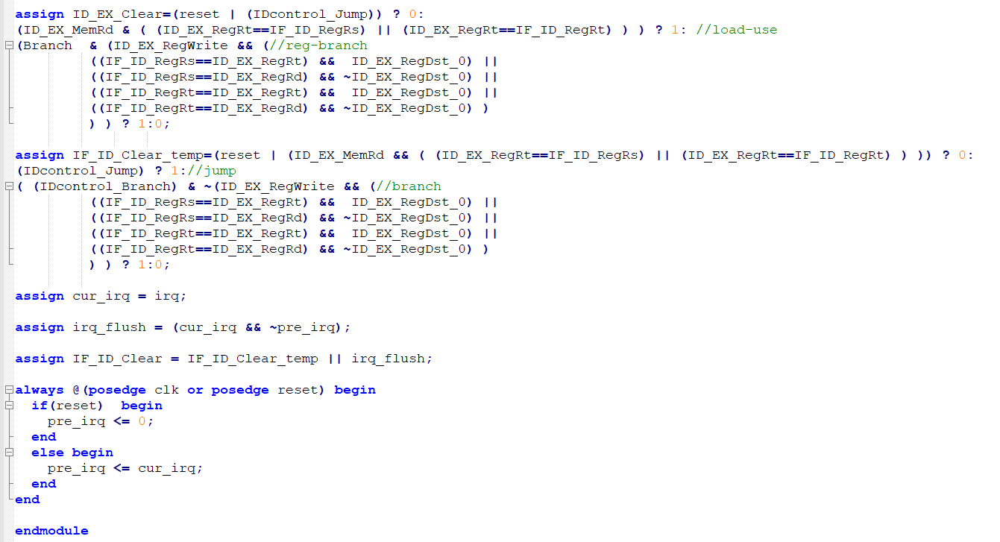 assign ID_EX_Clear=(reset | (IDcontrol_Jump)) ? 0:
(ID_EX_MemRd & ( (ID_EX_RegRt==IF_ID_RegRs) || (ID_EX_RegRt==IF_ID_RegRt) ) ) ? 1: //load-use
(Branch  & (ID_EX_RegWrite && (//reg-branch
         ((IF_ID_RegRs==ID_EX_RegRt) &&  ID_EX_RegDst_0) ||
         ((IF_ID_RegRs==ID_EX_RegRd) && ~ID_EX_RegDst_0) ||
         ((IF_ID_RegRt==ID_EX_RegRt) &&  ID_EX_RegDst_0) ||
         ((IF_ID_RegRt==ID_EX_RegRd) && ~ID_EX_RegDst_0) )
         ) ) ? 1:0;
assign IF_ID_Clear_temp=(reset | (ID_EX_MemRd && ( (ID_EX_RegRt==IF_ID_RegRs) || (ID_EX_RegRt==IF_ID_RegRt) ) )) ? 0:
(IDcontrol_Jump) ? 1://jump
( (IDcontrol_Branch) & ~(ID_EX_RegWrite && (//branch
         ((IF_ID_RegRs==ID_EX_RegRt) &&  ID_EX_RegDst_0) ||
         ((IF_ID_RegRs==ID_EX_RegRd) && ~ID_EX_RegDst_0) ||
         ((IF_ID_RegRt==ID_EX_RegRt) &&  ID_EX_RegDst_0) ||
         ((IF_ID_RegRt==ID_EX_RegRd) && ~ID_EX_RegDst_0) )
         ) ) ? 1:0;
assign cur_irq = irq;
assign irq_flush = (cur_irq && ~pre_irq);
assign IF_ID_Clear = IF_ID_Clear_temp || irq_flush;
always @(posedge clk or posedge reset) begin
  if(reset)  begin
    pre_irq <= 0;
  end
  else begin
    pre_irq <= cur_irq;
  end
end
endmodule